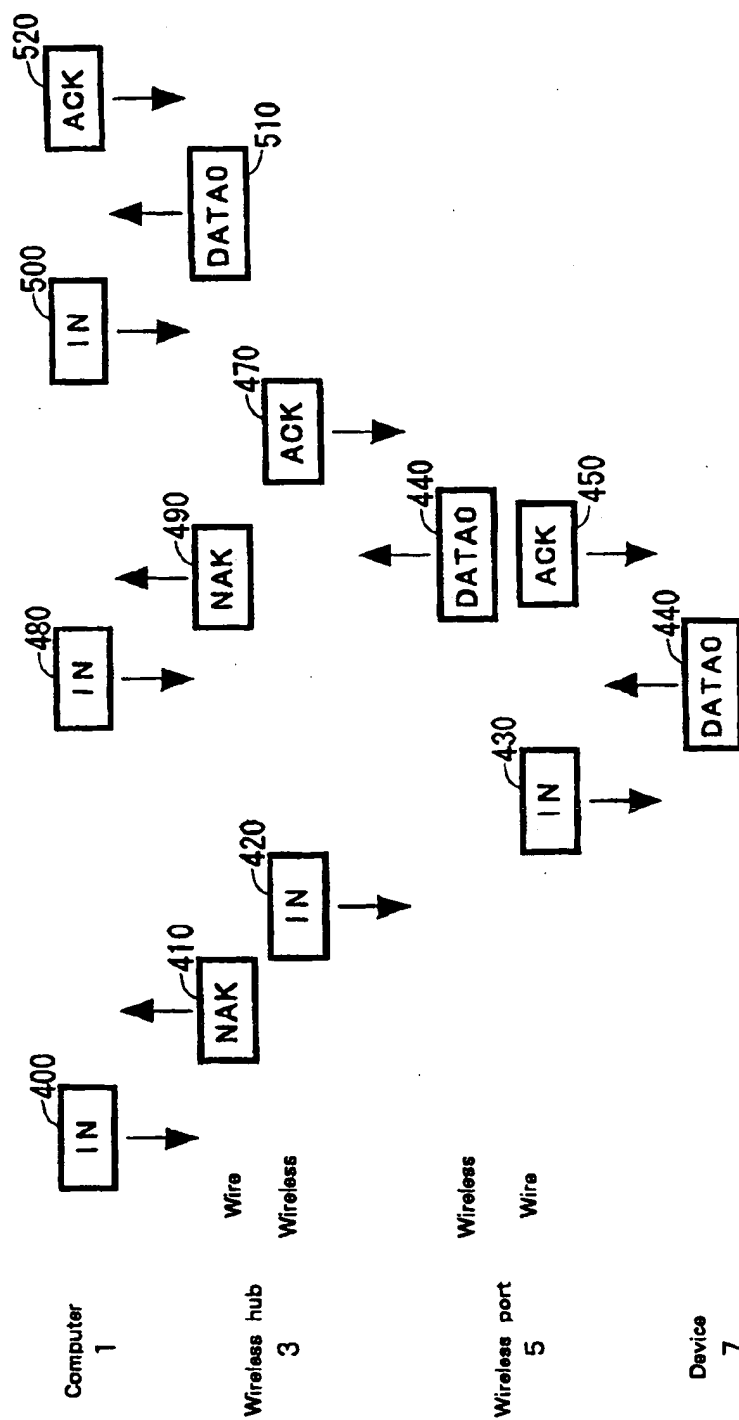 Computer
1
400
IN
480
IN
500
IN
520
ACK
Wireless hub
3
Wire
410
NAK
490
NAK
DATA0
510
Wireless
420
IN
470
ACK
Wireless port
5
Wireless
440
DATA0
Wire
430
IN
ACK
450
Device
7
440
DATA0